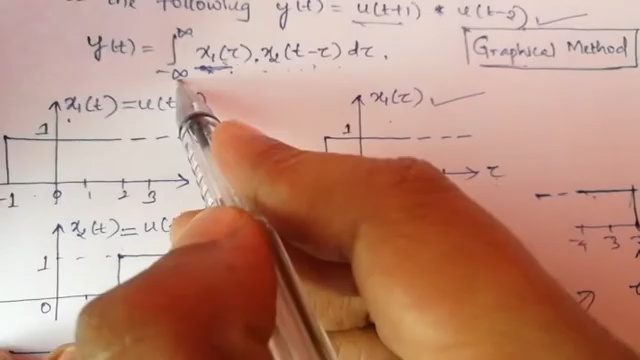 the following y(t) = u(t+1) * u(t-2)
y(t) = ∫ x₁(τ). x₂(t-τ) dτ.
∞
-∞
Graphical Method
x₁(t) = u(t
1
-1 0 1 2 3
x₁(τ)
1
τ
x₂(t) = u(
1
0
-4 3